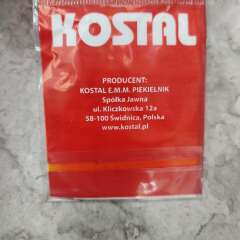 KOSTAL
PRODUCENT:
KOSTAL E.M.M. PIEKIELNIK
Spółka Jawna
ul. Kliczkowska 12a
58-100 Świdnica, Polska
www.kostal.pl